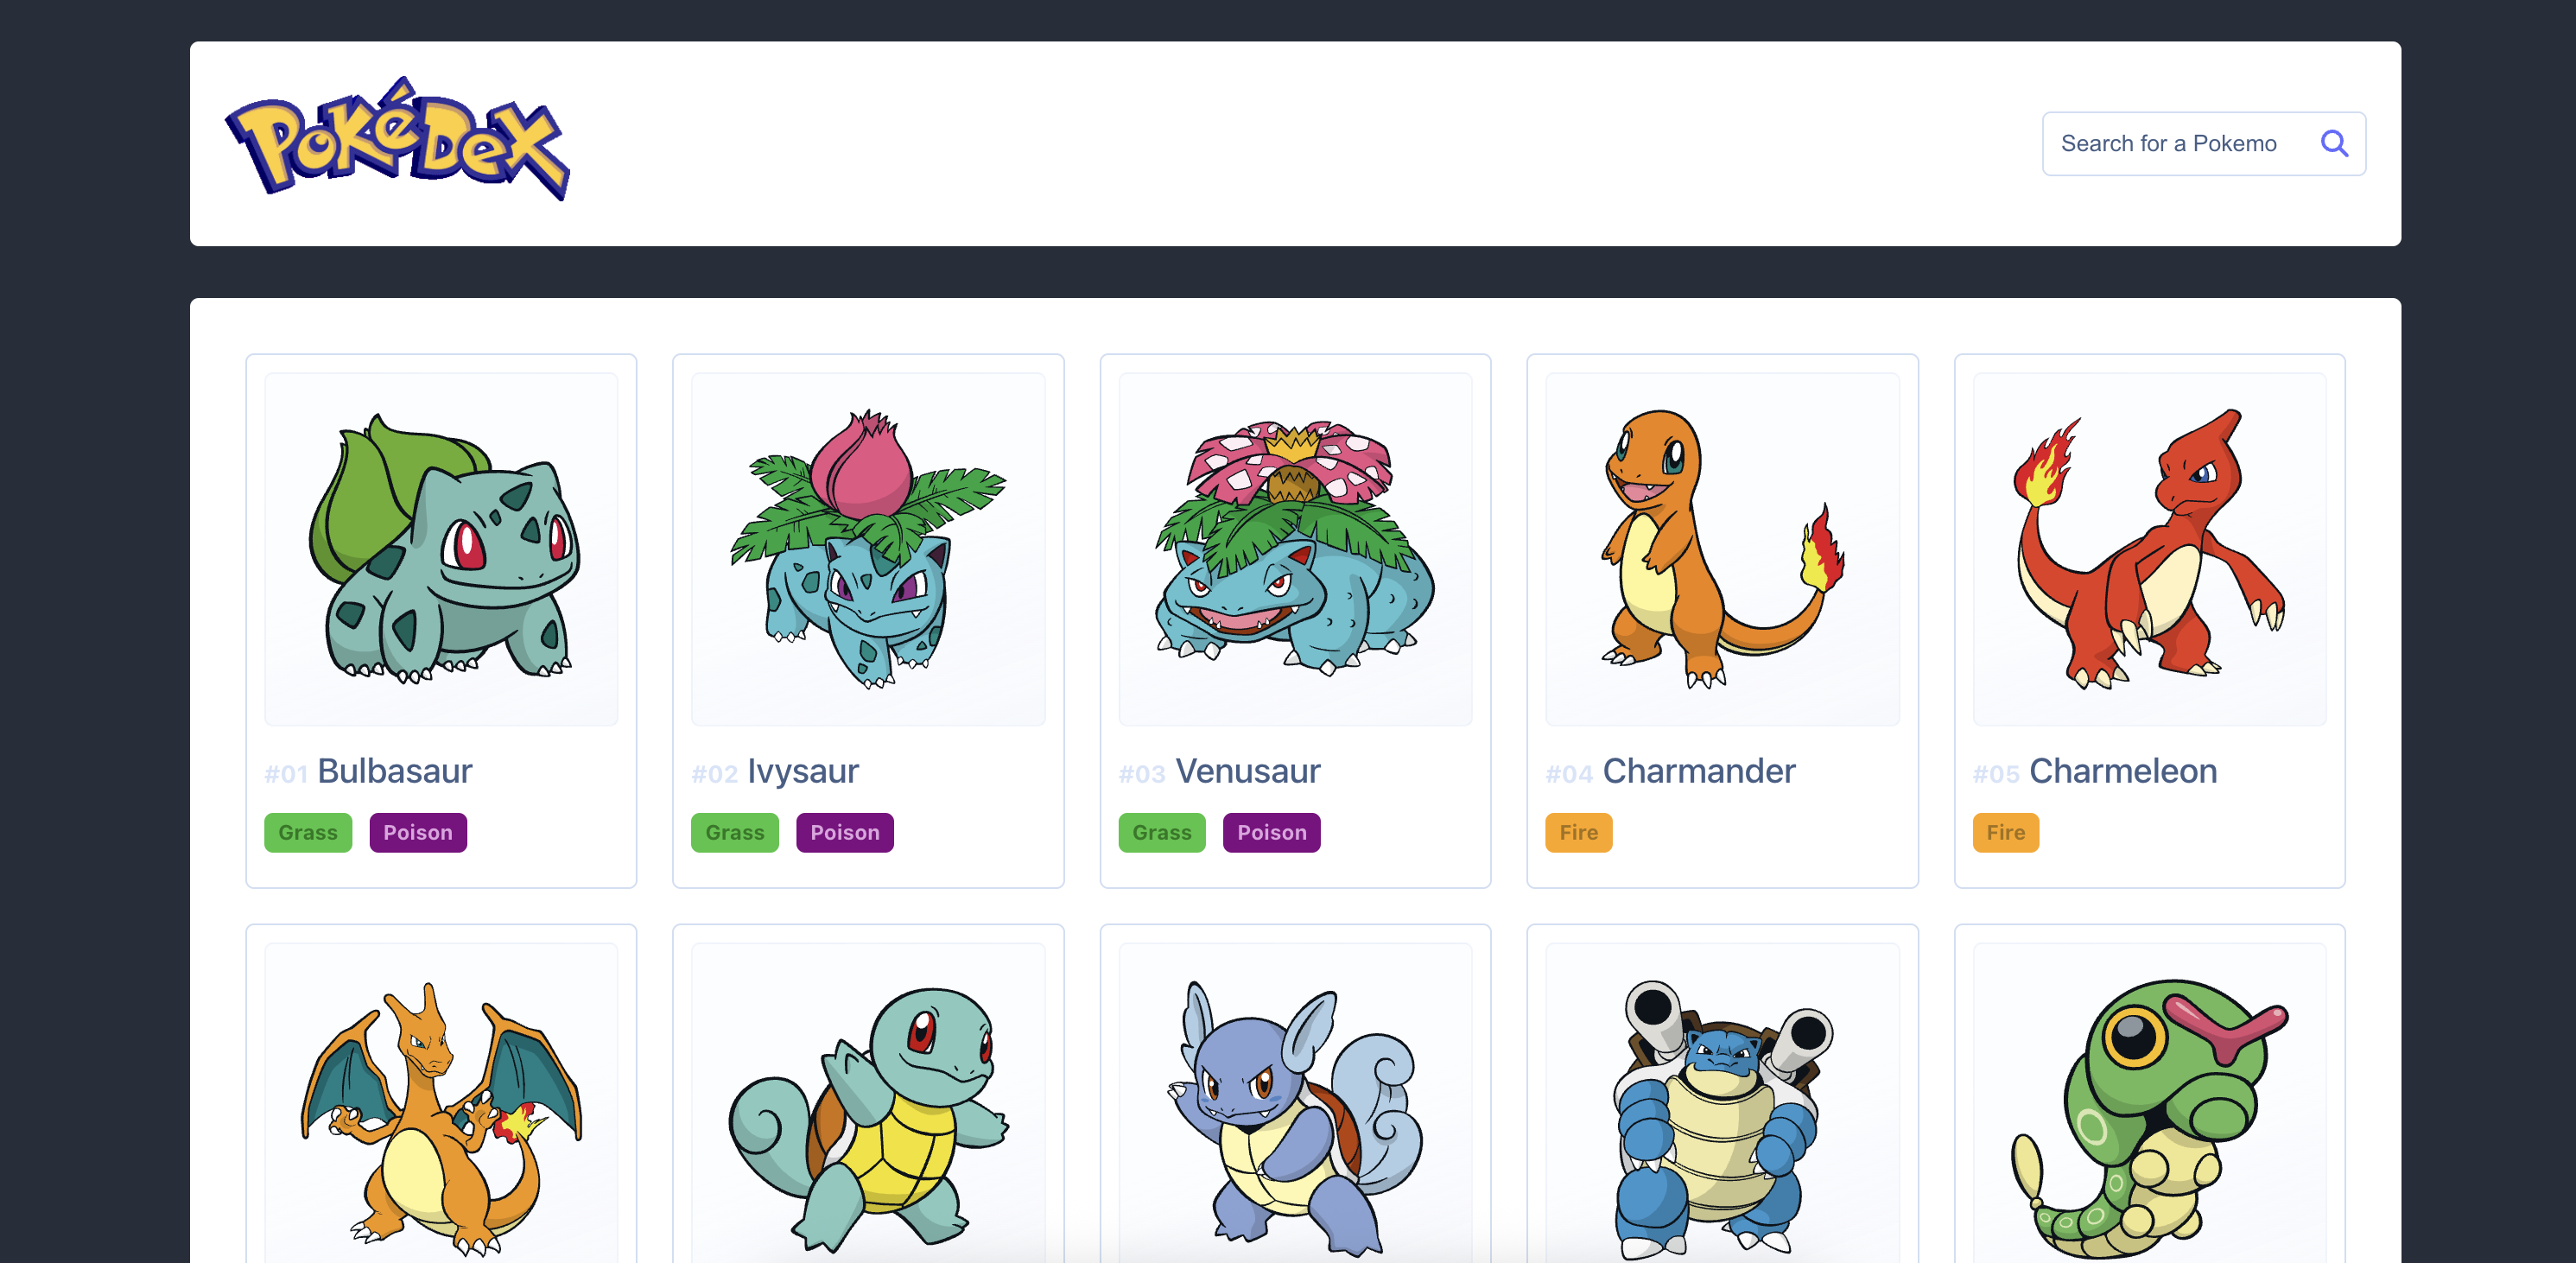 PokéDex
Search for a Pokemo
#01 Bulbasaur
Grass Poison
#02 Ivysaur
Grass Poison
#03 Venusaur
Grass Poison
#04 Charmander
Fire
#05 Charmeleon
Fire